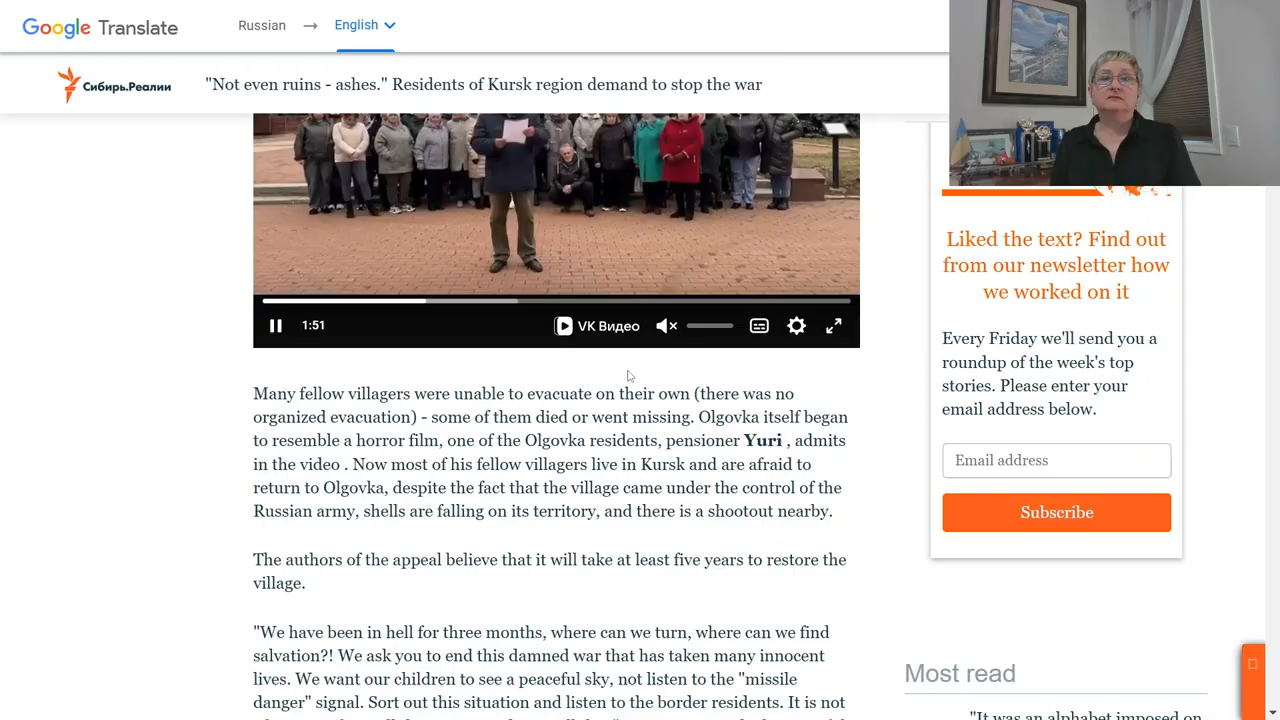 Google Translate
Russian → English
Сибирь.Реалии
"Not even ruins - ashes." Residents of Kursk region demand to stop the war
1:51
VK Видео
Many fellow villagers were unable to evacuate on their own (there was no
organized evacuation) - some of them died or went missing. Olgovka itself began
to resemble a horror film, one of the Olgovka residents, pensioner Yuri , admits
in the video . Now most of his fellow villagers live in Kursk and are afraid to
return to Olgovka, despite the fact that the village came under the control of the
Russian army, shells are falling on its territory, and there is a shootout nearby.
The authors of the appeal believe that it will take at least five years to restore the
village.
"We have been in hell for three months, where can we turn, where can we find
salvation?! We ask you to end this damned war that has taken many innocent
lives. We want our children to see a peaceful sky, not listen to the "missile
danger" signal. Sort out this situation and listen to the border residents. It is not
Liked the text? Find out
from our newsletter how
we worked on it
Every Friday we'll send you a
roundup of the week's top
stories. Please enter your
email address below.
Email address
Subscribe
Most read
"It was an alphabet imposed on